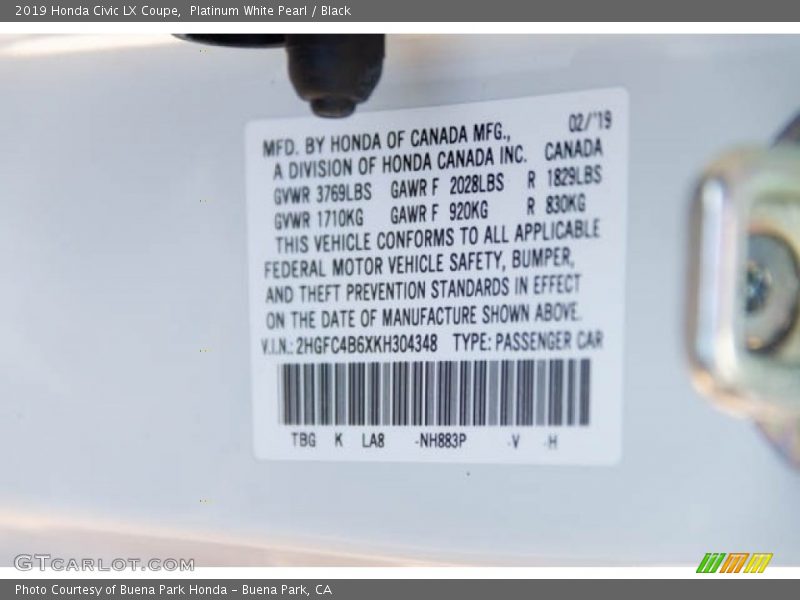 2019 Honda Civic LX Coupe, Platinum White Pearl / Black
MFD. BY HONDA OF CANADA MFG., 02/'19
A DIVISION OF HONDA CANADA INC. CANADA
GVWR 3769LBS GAWR F 2028LBS R 1829LBS
GVWR 1710KG GAWR F 920KG R 830KG
THIS VEHICLE CONFORMS TO ALL APPLICABLE
FEDERAL MOTOR VEHICLE SAFETY, BUMPER,
AND THEFT PREVENTION STANDARDS IN EFFECT
ON THE DATE OF MANUFACTURE SHOWN ABOVE.
V.I.N.: 2HGFC4B6XKH304348 TYPE: PASSENGER CAR
TBG K LA8 -NH883P -V -H
GTCARLOT.COM
Photo Courtesy of Buena Park Honda - Buena Park, CA